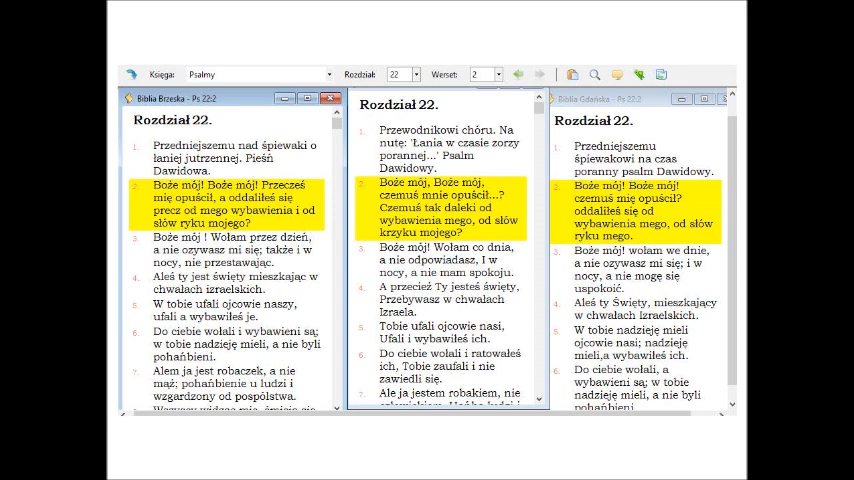 Księga: Psalmy Rozdział: 22 Werset: 2
Biblia Brzeska - Ps 22:2
Rozdział 22.
1. Przedniejszemu nad śpiewaki o
łaniej jutrzennej. Pieśń
Dawidowa.
2. Boże mój! Boże mój! Przecześ
mię opuścił, a oddaliłeś się
precz od mego wybawienia i od
słów ryku mojego?
3. Boże mój ! Wołam przez dzień,
a nie ozywasz mi się; także i w
nocy, nie przestawając.
4. Aleś ty jest święty mieszkając w
chwałach izraelskich.
5. W tobie ufali ojcowie naszy,
ufali a wybawiłeś je.
6. Do ciebie wołali i wybawieni są;
w tobie nadzieję mieli, a nie byli
pohańbieni.
7. Alem ja jest robaczek, a nie
mąż; pohańbienie u ludzi i
wzgardzony od pospólstwa.
Rozdział 22.
1. Przewodnikowi chóru. Na
nutę: 'Łania w czasie zorzy
porannej...' Psalm
Dawidowy.
2. Boże mój, Boże mój,
czemuś mnie opuścił...?
Czemuś tak daleki od
wybawienia mego, od słów
krzyku mojego?
3. Boże mój! Wołam co dnia,
a nie odpowiadasz, I w
nocy, a nie mam spokoju.
4. A przecież Ty jesteś święty,
Przebywasz w chwałach
Izraela.
5. Tobie ufali ojcowie nasi,
Ufali i wybawiłeś ich.
6. Do ciebie wołali i ratowałeś
ich, Tobie zaufali i nie
zawiedli się.
7. Ale ja jestem robakiem, nie
Biblia Gdańska - Ps 22:2
Rozdział 22.
1. Przedniejszemu
śpiewakowi na czas
poranny psalm Dawidowy.
2. Boże mój! Boże mój!
czemuś mię opuścił?
oddaliłeś się od
wybawienia mego, od słów
ryku mego.
3. Boże mój! wołam we dnie,
a nie ozywasz mi się; i w
nocy, a nie mogę się
uspokoić.
4. Aleś ty Święty, mieszkający
w chwałach Izraelskich.
5. W tobie nadzieję mieli
ojcowie nasi; nadzieję
mieli,a wybawiłeś ich.
6. Do ciebie wołali, a
wybawieni są; w tobie
nadzieję mieli, a nie byli
pohańbieni.